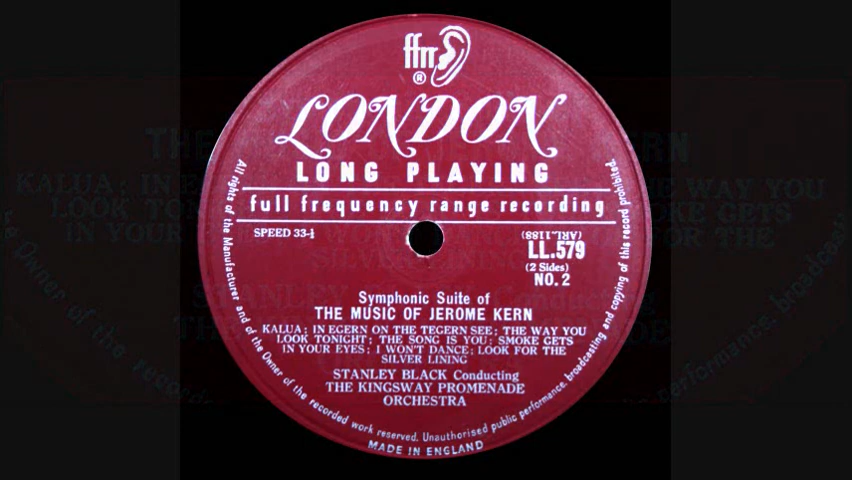 ffrr
®
LONDON
LONG PLAYING
full frequency range recording
SPEED 33-⅓
(ARL.1188)
LL.579
(2 Sides)
NO. 2
Symphonic Suite of
THE MUSIC OF JEROME KERN
KALUA; IN EGERN ON THE TEGERN SEE; THE WAY YOU
LOOK TONIGHT; THE SONG IS YOU; SMOKE GETS
IN YOUR EYES; I WON'T DANCE; LOOK FOR THE
SILVER LINING
STANLEY BLACK Conducting
THE KINGSWAY PROMENADE
ORCHESTRA
All rights of the Manufacturer and of the Owner of the recorded work reserved. Unauthorised public performance, broadcasting and copying of this record prohibited.
MADE IN ENGLAND